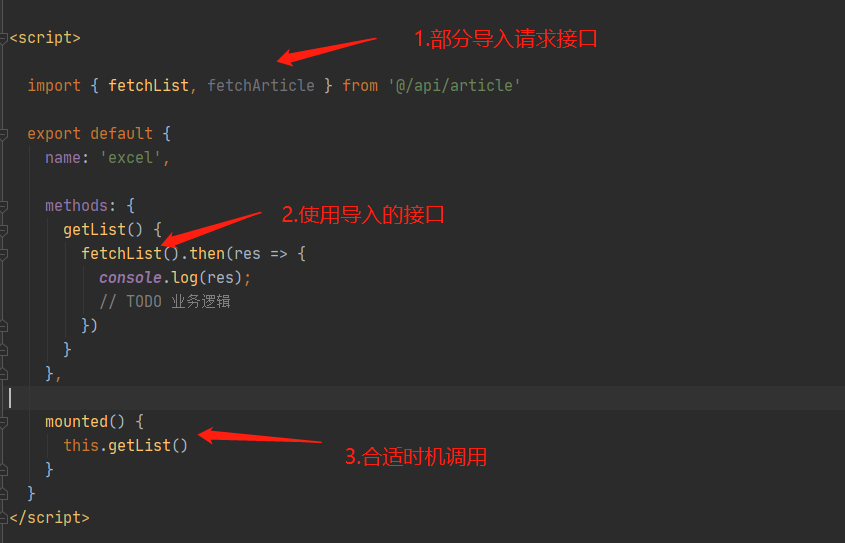 <script>
1.部分导入请求接口
import { fetchList, fetchArticle } from '@/api/article'
export default {
name: 'excel',
methods: {
2.使用导入的接口
getList() {
fetchList().then(res => {
console.log(res);
// TODO 业务逻辑
})
}
},
mounted() {
this.getList()
3.合适时机调用
}
}
</script>